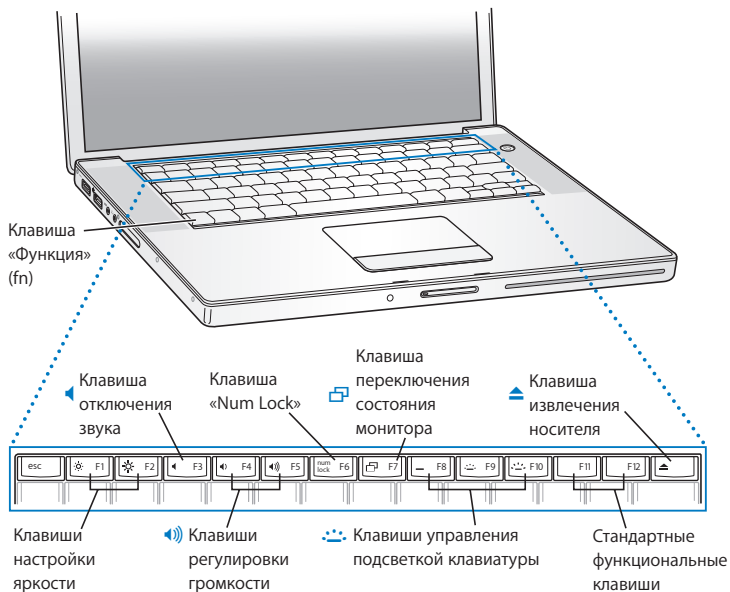 Клавиша
«Функция»
(fn)
Клавиша
отключения
звука
Клавиша
«Num Lock»
Клавиша
переключения
состояния
монитора
Клавиша
извлечения
носителя
esc F1 F2 F3 F4 F5 num lock F6 F7 F8 F9 F10 F11 F12
Клавиши
настройки
яркости
Клавиши
регулировки
громкости
Клавиши управления
подсветкой клавиатуры
Стандартные
функциональные
клавиши